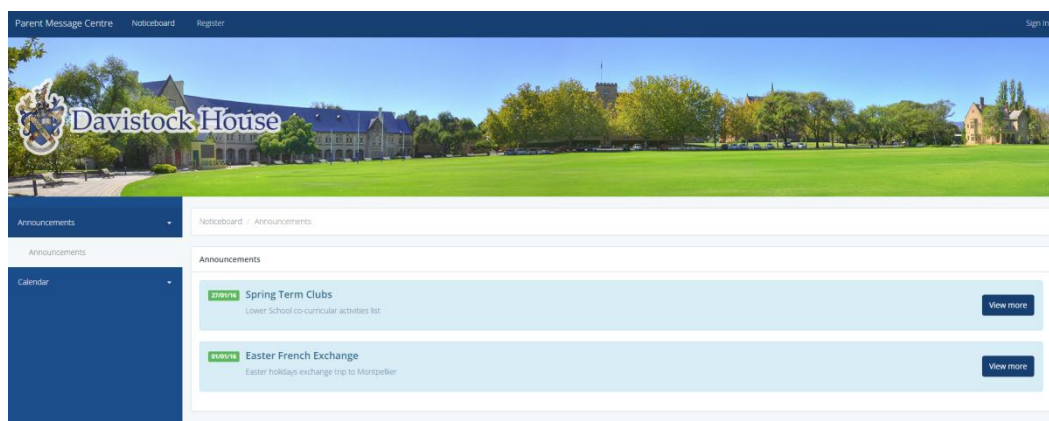 Parent Message Centre Noticeboard Register Sign in
Davistock House
Announcements
Announcements
Calendar
Noticeboard / Announcements
Announcements
27/01/16 Spring Term Clubs
Lower School co-curricular activities list
View more
01/01/16 Easter French Exchange
Easter holidays exchange trip to Montpellier
View more